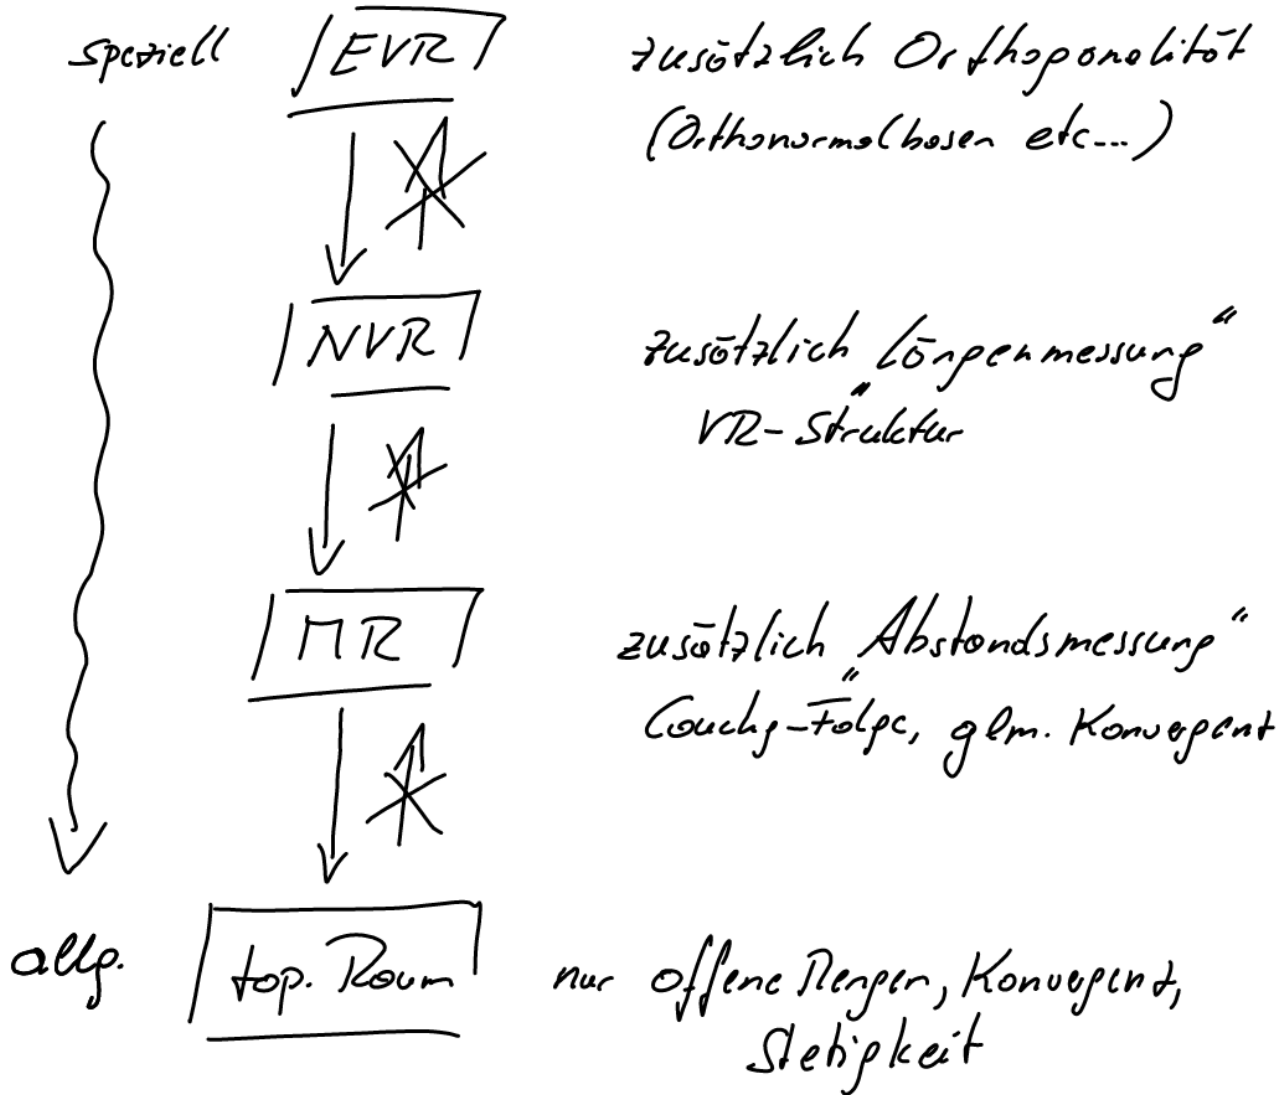 speziell EVR zusätzlich Orthogonalität
(Orthonormalbasen etc...)
NVR zusätzlich „Längenmessung“
VR-Struktur
MR zusätzlich „Abstandsmessung“
Cauchy-Folge, glm. Konvergenz
allg. top. Raum nur offene Mengen, Konvergenz,
Stetigkeit